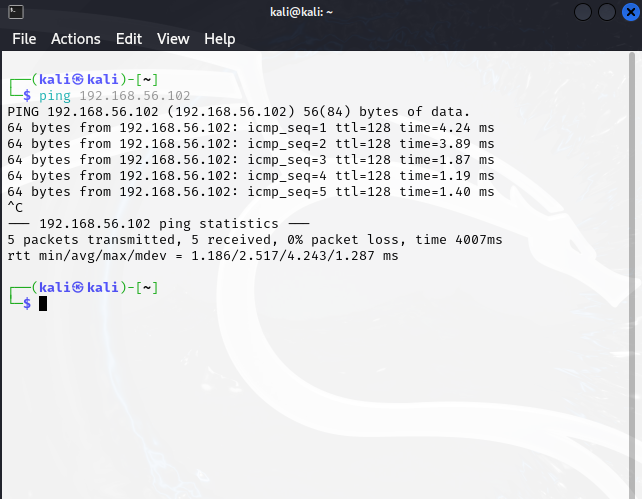 kali@kali: ~
File Actions Edit View Help
┌──(kali㉿kali)-[~]
└─$ ping 192.168.56.102
PING 192.168.56.102 (192.168.56.102) 56(84) bytes of data.
64 bytes from 192.168.56.102: icmp_seq=1 ttl=128 time=4.24 ms
64 bytes from 192.168.56.102: icmp_seq=2 ttl=128 time=3.89 ms
64 bytes from 192.168.56.102: icmp_seq=3 ttl=128 time=1.87 ms
64 bytes from 192.168.56.102: icmp_seq=4 ttl=128 time=1.19 ms
64 bytes from 192.168.56.102: icmp_seq=5 ttl=128 time=1.40 ms
^C
--- 192.168.56.102 ping statistics ---
5 packets transmitted, 5 received, 0% packet loss, time 4007ms
rtt min/avg/max/mdev = 1.186/2.517/4.243/1.287 ms
┌──(kali㉿kali)-[~]
└─$